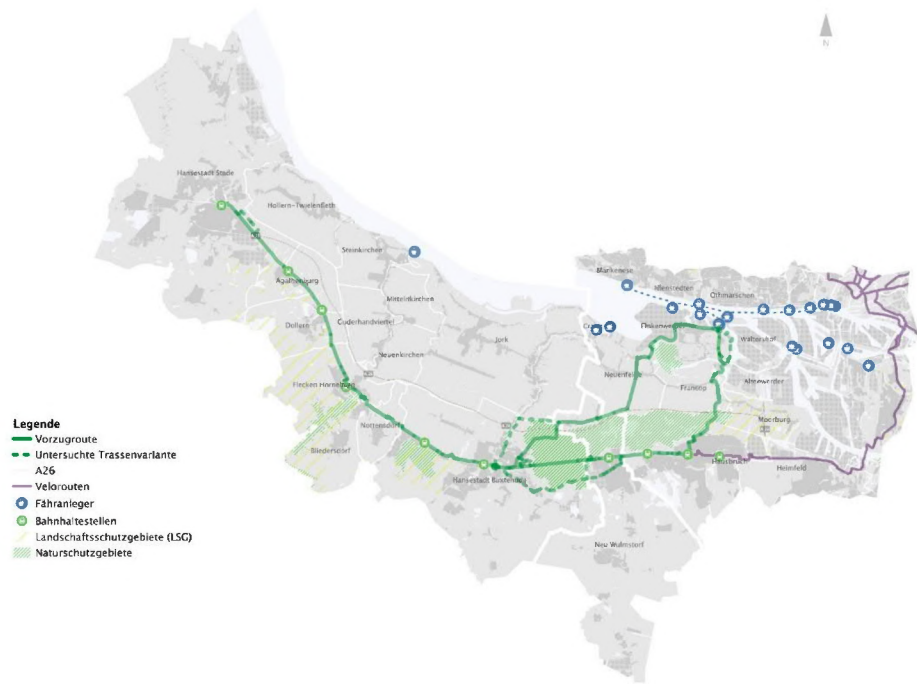 N
Hansestadt Stade
Hollern-Twielenfleth
Steinkirchen
Agathenburg
Mittelnkirchen
Dollern
Guderhandviertel
Jork
Neuenkirchen
Flecken Horneburg
Nottensdorf
Bliedersdorf
Hansestadt Buxtehude
Neu Wulmstorf
Nienstedten
Othmarschen
Waltershof
Neuenfelde
Francop
Altenwerder
Moorburg
Hausbruch
Heimfeld
Legende
Vorzugroute
Untersuchte Trassenvariante
A26
Velorouten
Fähranleger
Bahnhaltestellen
Landschaftsschutzgebiete (LSG)
Naturschutzgebiete